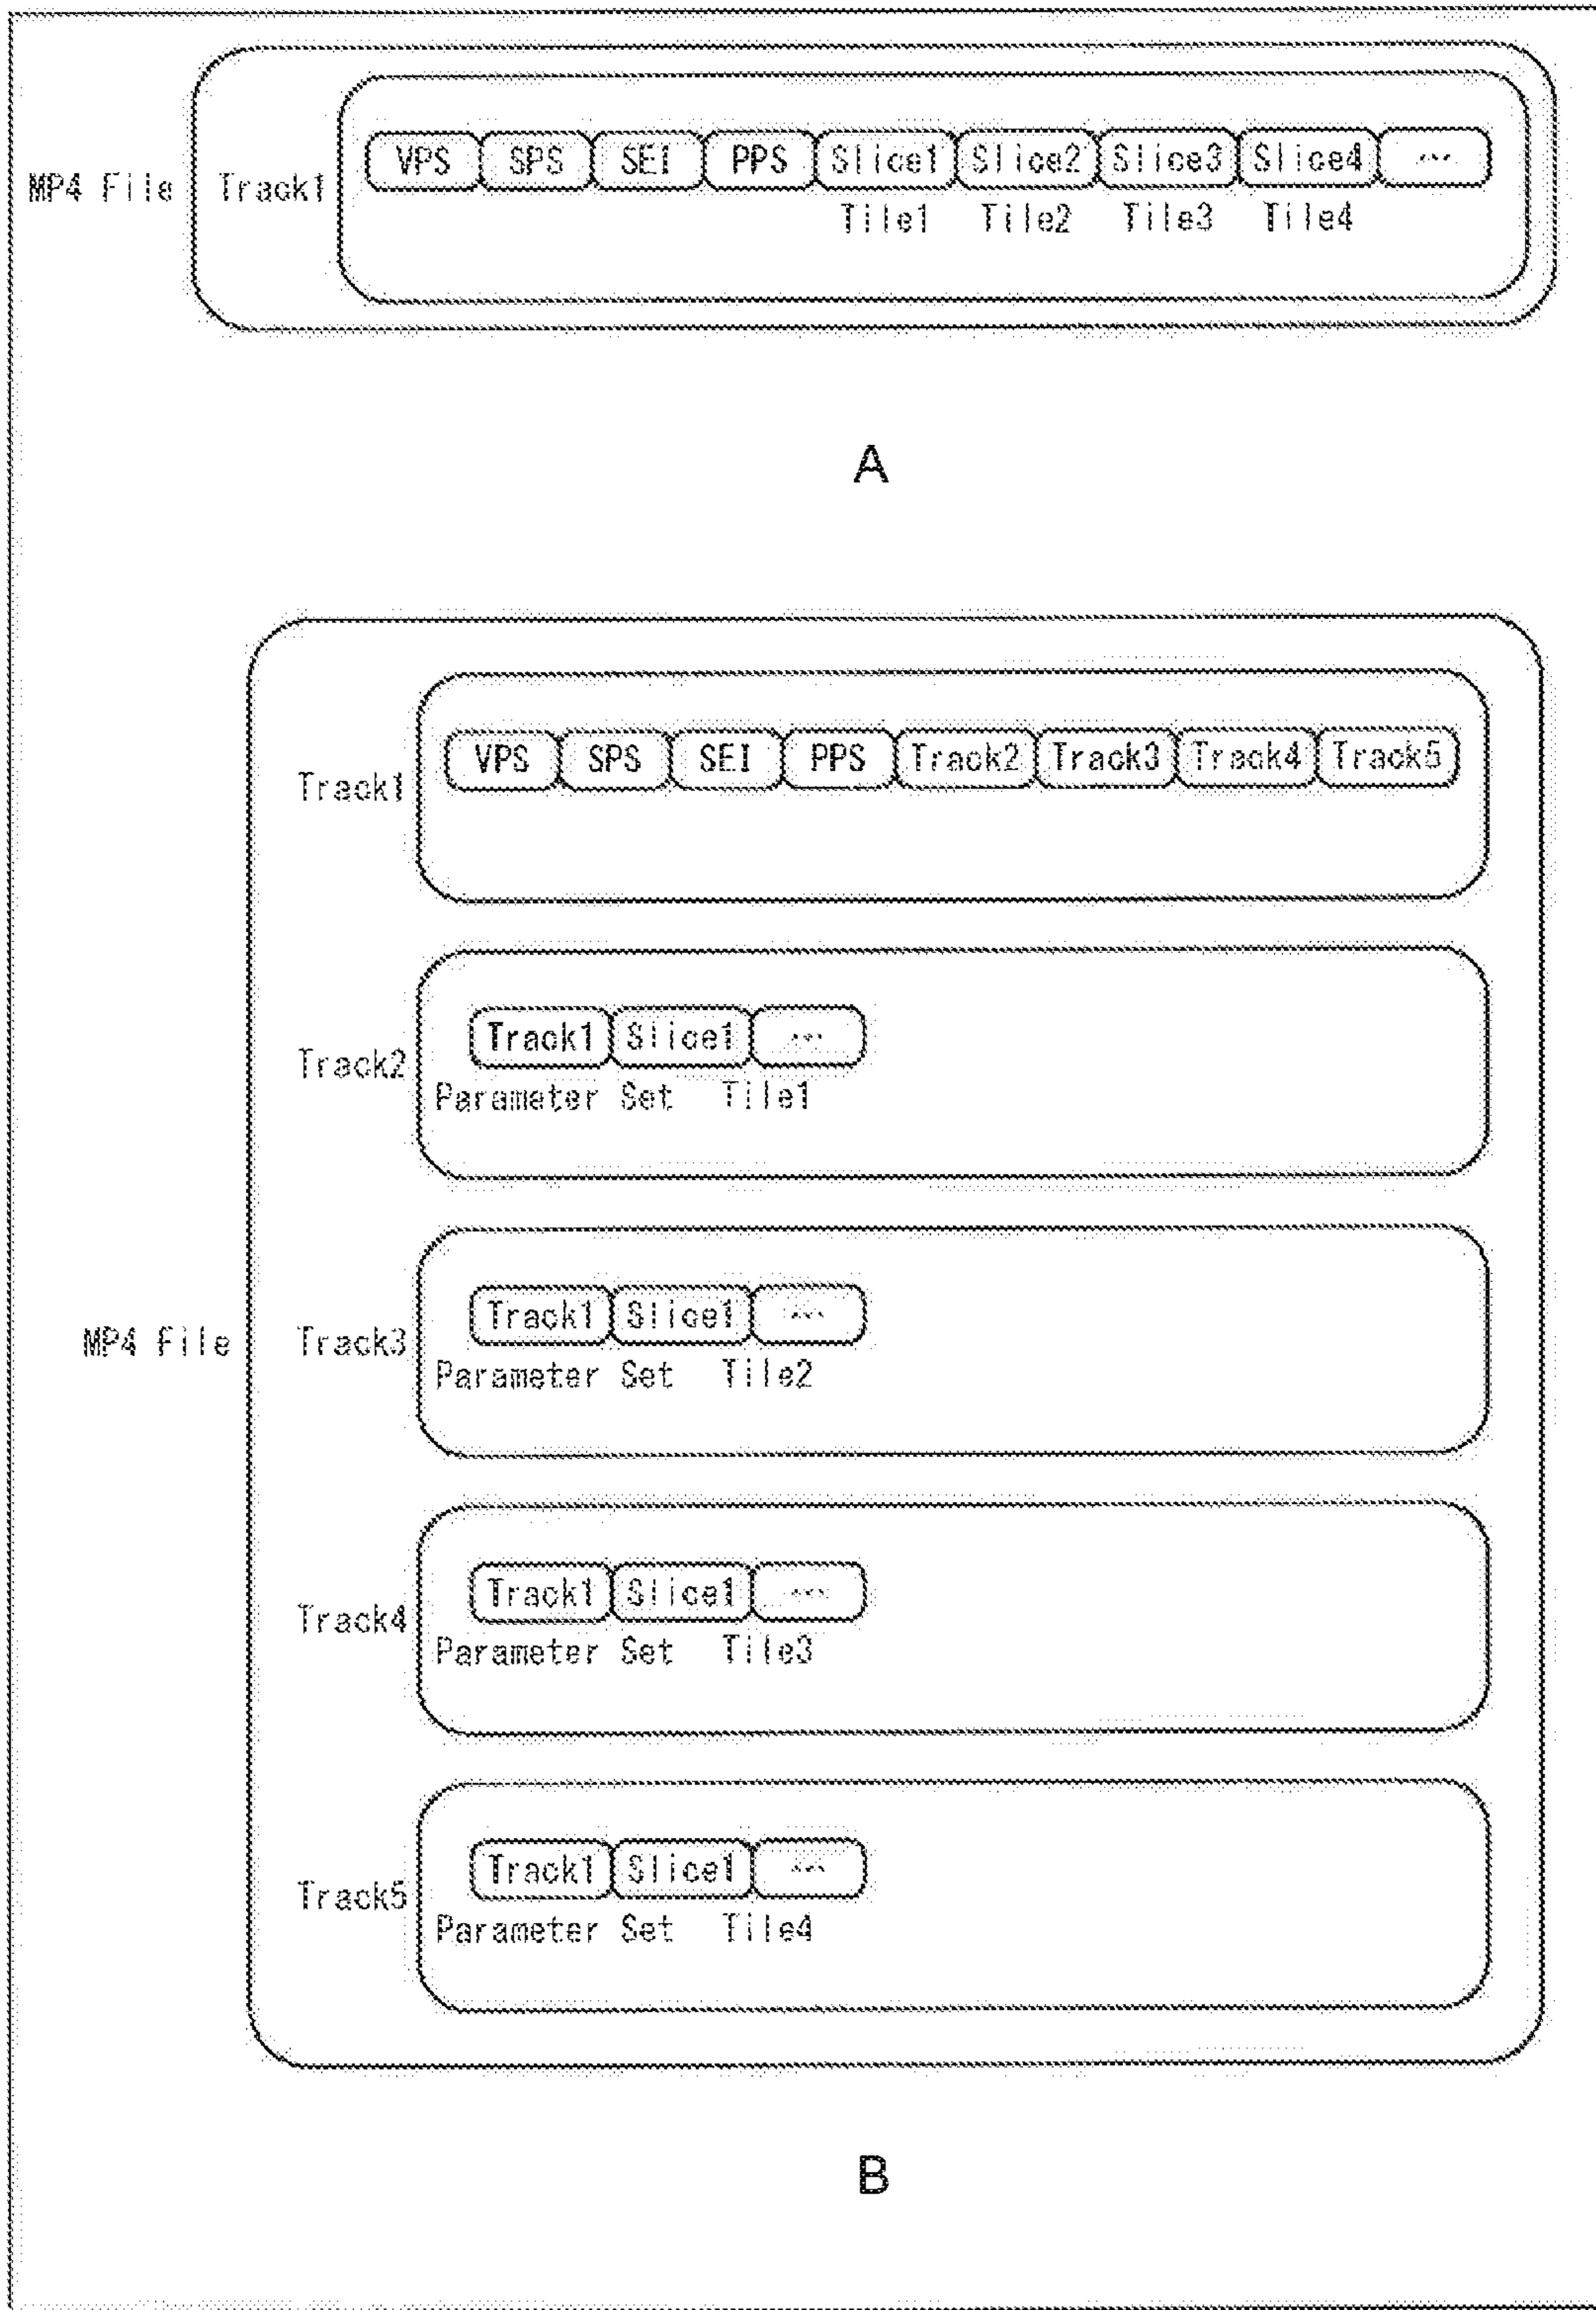 VPS SPS SEI PPS Slice1 Slice2 Slice3 Slice4 ...
MP4 File Track1
Tile1 Tile2 Tile3 Tile4
A
VPS SPS SEI PPS Track2 Track3 Track4 Track5
Track1
Track1 Slice1 ...
Track2
Parameter Set Tile1
Track1 Slice1 ...
MP4 File Track3
Parameter Set Tile2
Track1 Slice1 ...
Track4
Parameter Set Tile3
Track1 Slice1 ...
Track5
Parameter Set Tile4
B